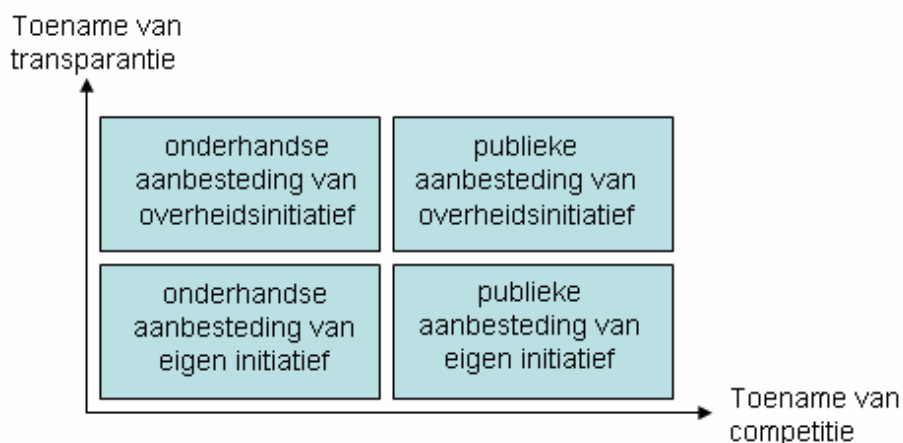 Toename van
transparantie
onderhandse
aanbesteding van
overheidsinitiatief
publieke
aanbesteding van
overheidsinitiatief
onderhandse
aanbesteding van
eigen initiatief
publieke
aanbesteding van
eigen initiatief
Toename van
competitie